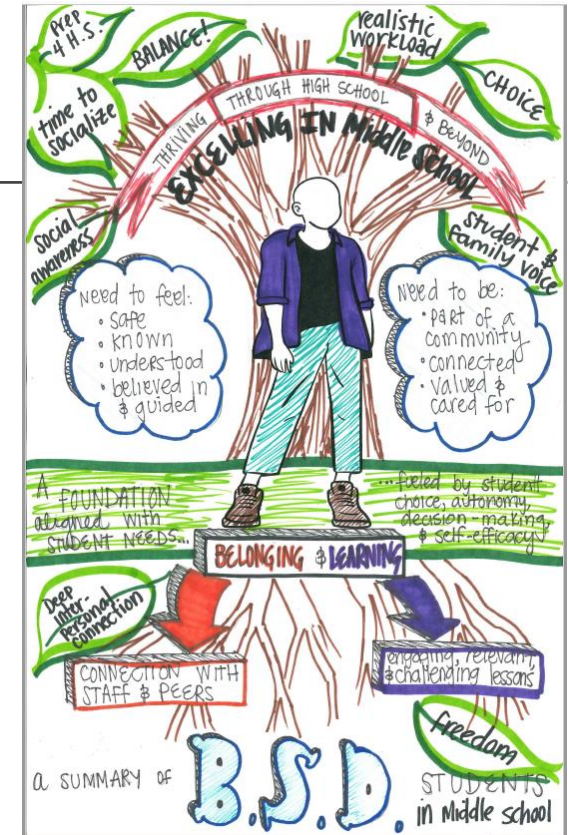 Prep
4 H.S.
BALANCE!
realistic
workload
CHOICE
time to
socialize
THRIVING
THROUGH HIGH SCHOOL
& BEYOND
EXCELLING IN Middle School
social
awareness
student &
family voice
Need to feel:
• safe
• known
• understood
• believed in
& guided
Need to be:
• part of a
community
• connected
• valued &
cared for
A FOUNDATION
aligned with
STUDENT NEEDS...
...fueled by student
choice, autonomy,
decision-making,
& self-efficacy
BELONGING & LEARNING
Deep
inter-
personal
connection
CONNECTION WITH
STAFF & PEERS
engaging, relevant,
& challenging lessons
freedom
a SUMMARY OF
B.S.D.
STUDENTS
in Middle School